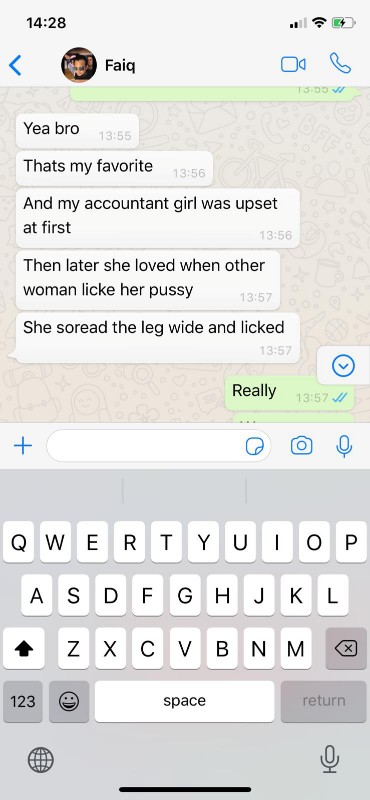 14:28
Faiq
13:55
Yea bro 13:55
Thats my favorite 13:56
And my accountant girl was upset
at first 13:56
Then later she loved when other
woman licke her pussy 13:57
She soread the leg wide and licked
13:57
Really 13:57
Q W E R T Y U I O P
A S D F G H J K L
Z X C V B N M
123 space return